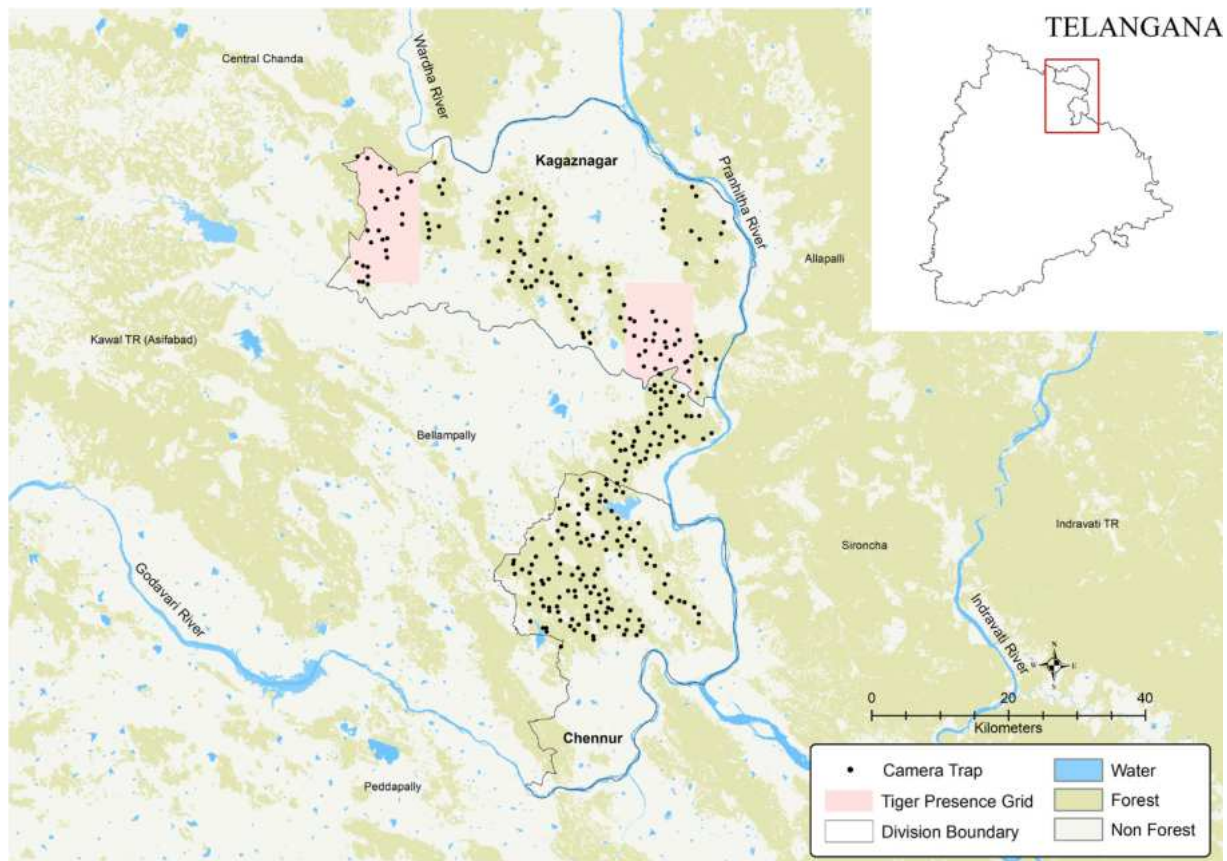 TELANGANA
Central Chanda
Wardha River
Kagaznagar
Pranhitha River
Allapalli
Kawal TR (Asifabad)
Bellampally
Sironcha
Indravati TR
Godavari River
Indravati River
N
W
E
S
0
20
40
Kilometers
Chennur
Peddapally
Camera Trap
Water
Tiger Presence Grid
Forest
Division Boundary
Non Forest